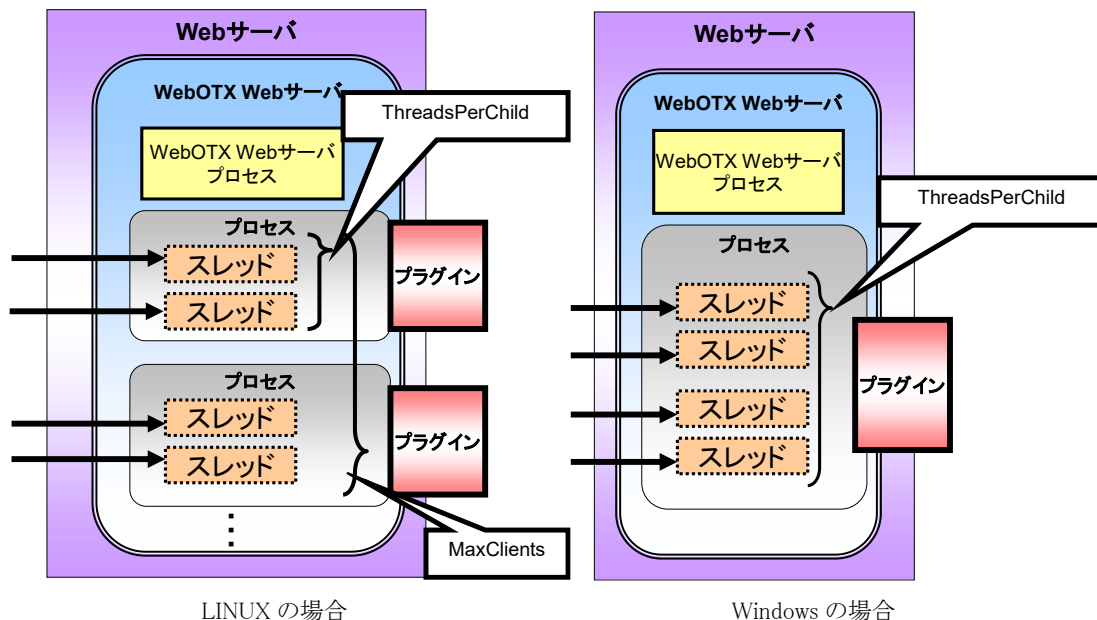 Webサーバ
WebOTX Webサーバ
ThreadsPerChild
WebOTX Webサーバ
プロセス
プロセス
スレッド
スレッド
プラグイン
プロセス
スレッド
スレッド
プラグイン
MaxClients
LINUX の場合
Webサーバ
WebOTX Webサーバ
WebOTX Webサーバ
プロセス
ThreadsPerChild
プロセス
スレッド
スレッド
スレッド
スレッド
プラグイン
Windows の場合